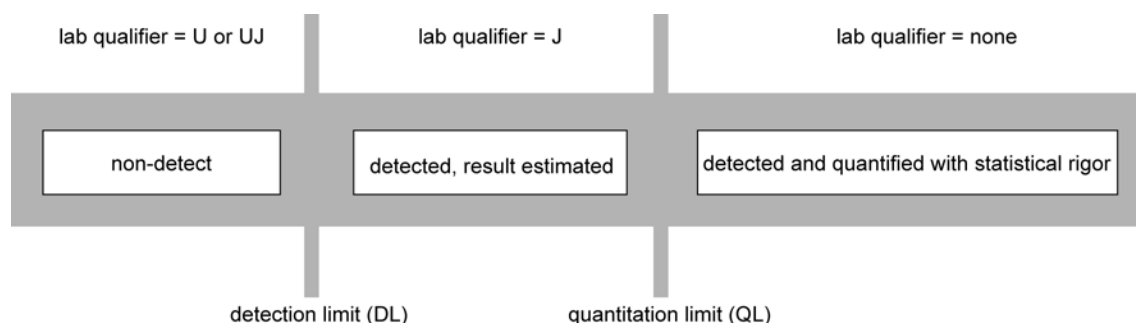 lab qualifier = U or UJ
lab qualifier = J
lab qualifier = none
non-detect
detected, result estimated
detected and quantified with statistical rigor
detection limit (DL)
quantitation limit (QL)